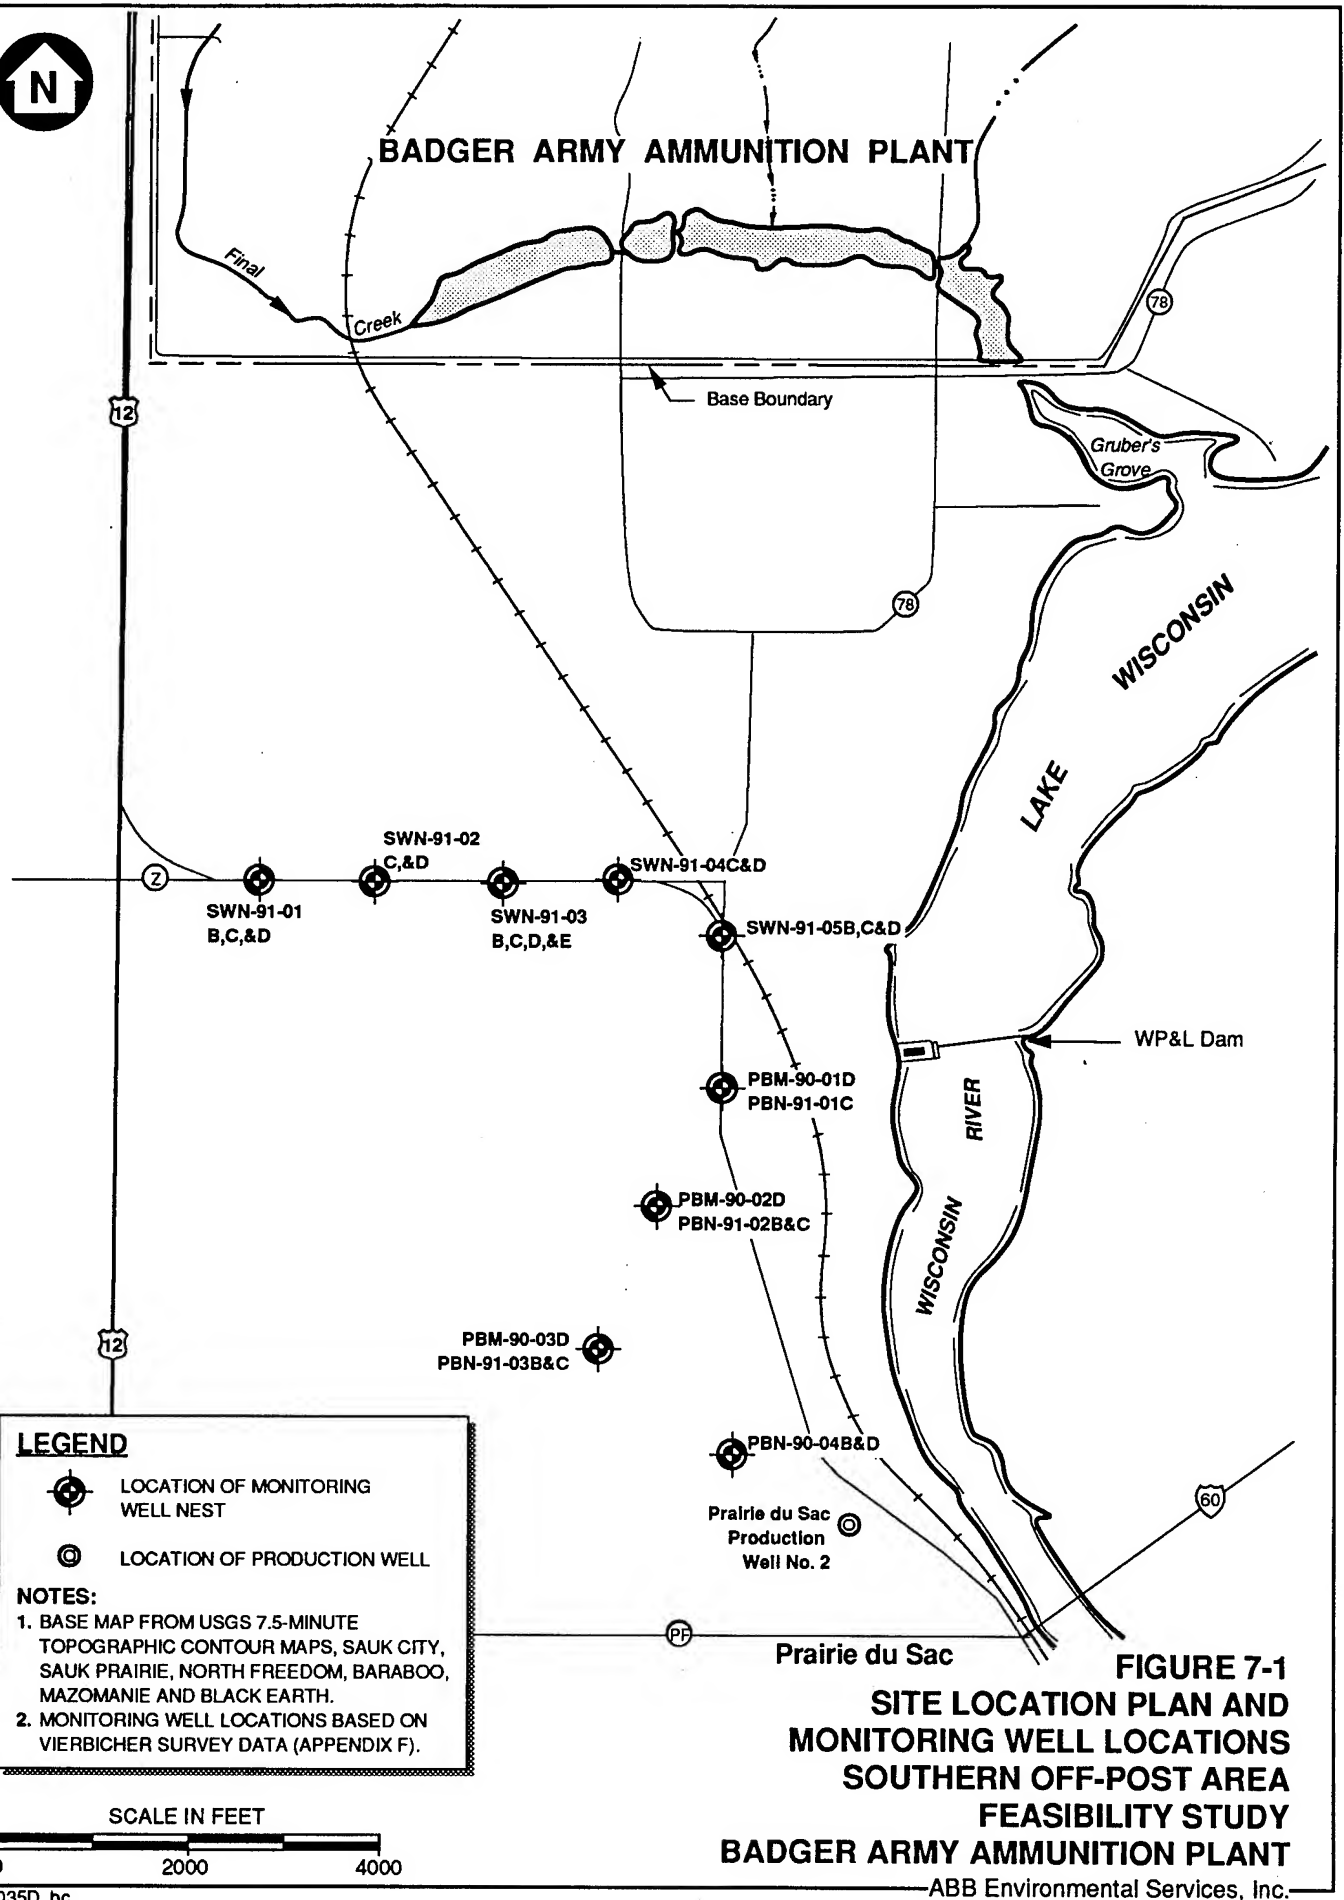 N
BADGER ARMY AMMUNITION PLANT
Final
Creek
78
Base Boundary
12
Gruber's
Grove
78
WISCONSIN
LAKE
SWN-91-02
C,&D
SWN-91-04C&D
Z
SWN-91-01
B,C,&D
SWN-91-03
B,C,D,&E
SWN-91-05B,C&D
WP&L Dam
PBM-90-01D
PBN-91-01C
RIVER
PBM-90-02D
PBN-91-02B&C
WISCONSIN
12
PBM-90-03D
PBN-91-03B&C
PBN-90-04B&D
Prairie du Sac
Production
Well No. 2
60
PF
Prairie du Sac
LEGEND
LOCATION OF MONITORING
WELL NEST
LOCATION OF PRODUCTION WELL
NOTES:
1. BASE MAP FROM USGS 7.5-MINUTE
TOPOGRAPHIC CONTOUR MAPS, SAUK CITY,
SAUK PRAIRIE, NORTH FREEDOM, BARABOO,
MAZOMANIE AND BLACK EARTH.
2. MONITORING WELL LOCATIONS BASED ON
VIERBICHER SURVEY DATA (APPENDIX F).
SCALE IN FEET
2000 4000
FIGURE 7-1
SITE LOCATION PLAN AND
MONITORING WELL LOCATIONS
SOUTHERN OFF-POST AREA
FEASIBILITY STUDY
BADGER ARMY AMMUNITION PLANT
ABB Environmental Services, Inc.